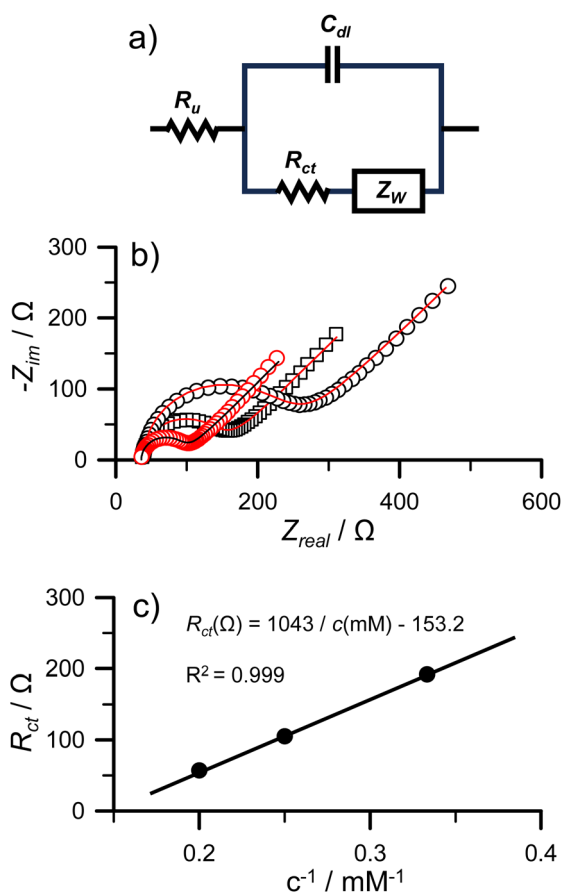 a)
C_dl
R_u
R_ct
Z_W
b)
300
200
100
0
-Z_im / Ω
0
200
400
600
Z_real / Ω
c)
300
200
100
0
R_ct / Ω
R_ct(Ω) = 1043 / c(mM) - 153.2
R² = 0.999
0.2
0.3
0.4
c⁻¹ / mM⁻¹